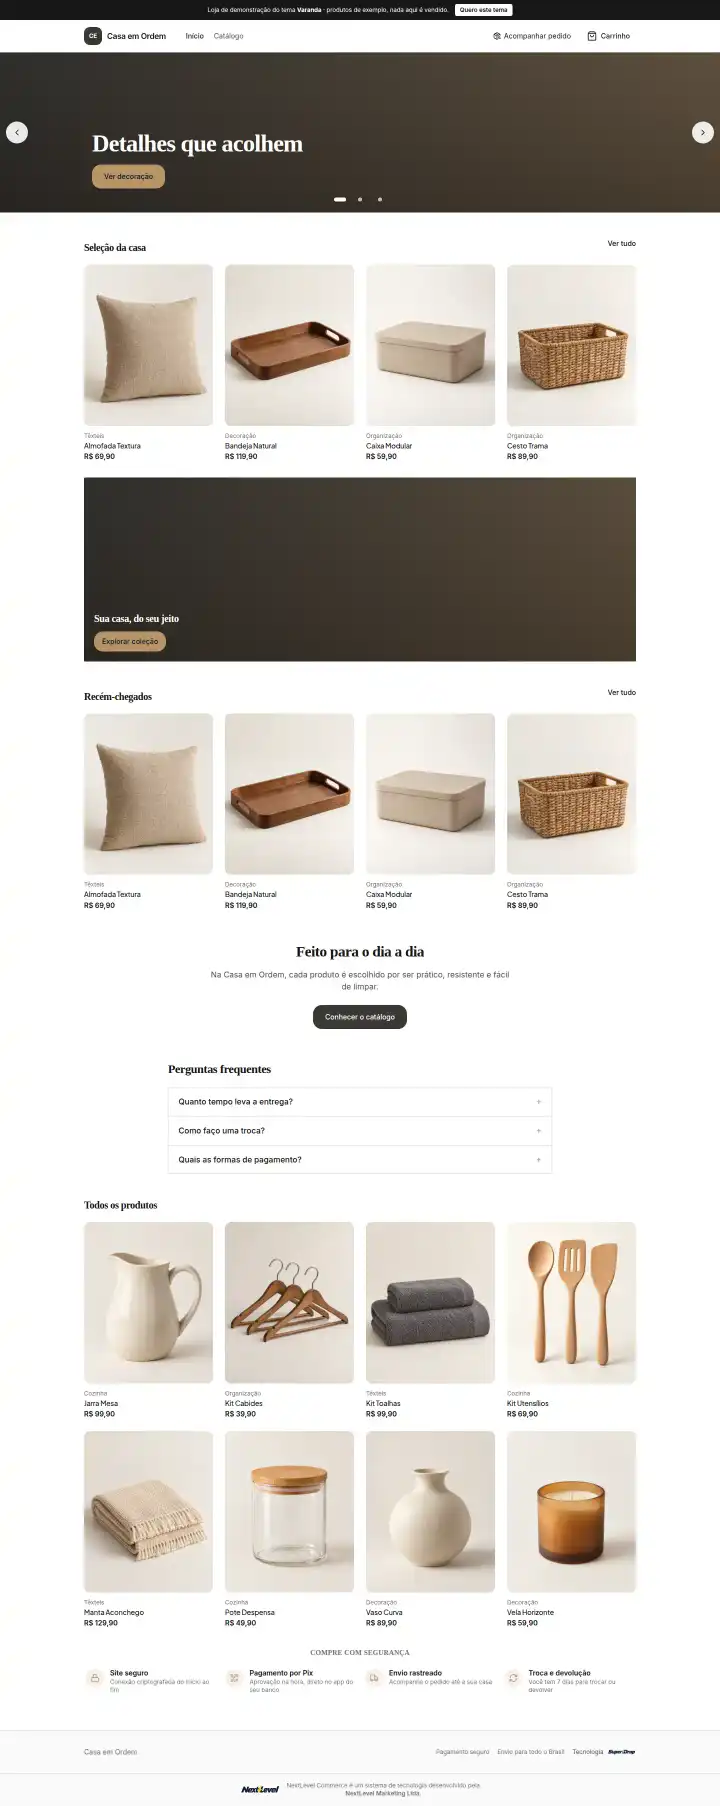 Loja de demonstração do tema Varanda - produtos de exemplo, nada aqui é vendido. Quero este tema
CE Casa em Ordem Início Catálogo Acompanhar pedido Carrinho
Detalhes que acolhem
Ver decoração
Seleção da casa Ver tudo
Têxteis Decoração Organização Organização
Almofada Textura Bandeja Natural Caixa Modular Cesto Trama
R$ 69,90 R$ 119,90 R$ 59,90 R$ 89,90
Sua casa, do seu jeito
Explorar coleção
Recém-chegados Ver tudo
Têxteis Decoração Organização Organização
Almofada Textura Bandeja Natural Caixa Modular Cesto Trama
R$ 69,90 R$ 119,90 R$ 59,90 R$ 89,90
Feito para o dia a dia
Na Casa em Ordem, cada produto é escolhido por ser prático, resistente e fácil
de limpar.
Conhecer o catálogo
Perguntas frequentes
Quanto tempo leva a entrega? +
Como faço uma troca? +
Quais as formas de pagamento? +
Todos os produtos
Cozinha Organização Têxteis Cozinha
Jarra Mesa Kit Cabides Kit Toalhas Kit Utensílios
R$ 99,90 R$ 39,90 R$ 99,90 R$ 69,90
Têxteis Cozinha Decoração Decoração
Manta Aconchego Pote Despensa Vaso Curva Vela Horizonte
R$ 129,90 R$ 49,90 R$ 89,90 R$ 59,90
COMPRE COM SEGURANÇA
Site seguro Pagamento por Pix Envio rastreado Troca e devolução
Conexão criptografada do início ao Aprovação na hora, direto no app do Acompanhe o pedido até a sua casa Você tem 7 dias para trocar ou
fim seu banco devolver
Casa em Ordem Pagamento seguro Envio para todo o Brasil Tecnologia SuperDrop
NextLevel NextLevel Commerce é um sistema de tecnologia desenvolvido pela
NextLevel Marketing Ltda